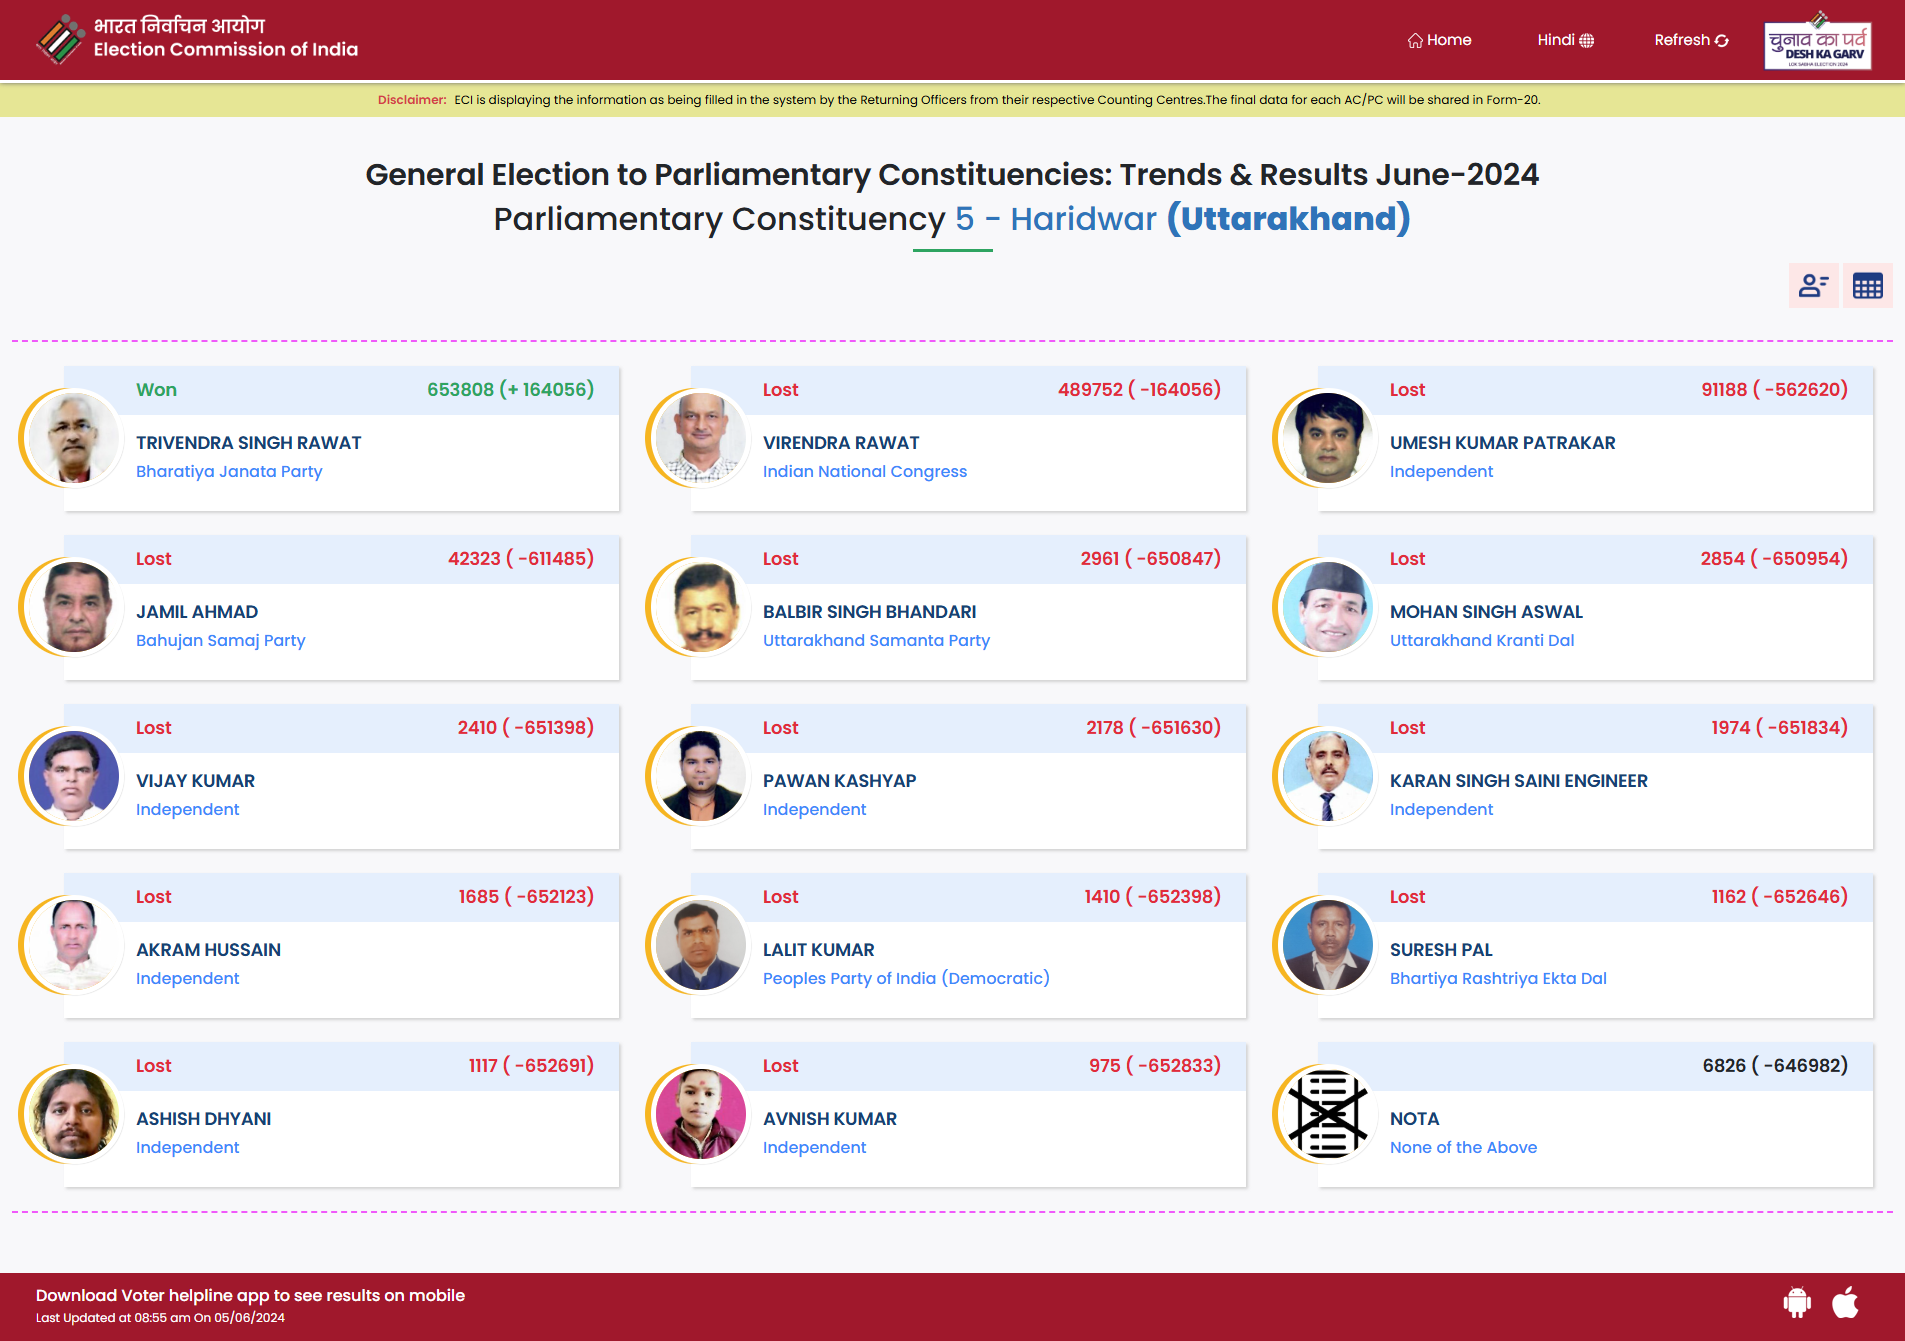 भारत निर्वाचन आयोग
Election Commission of India
Home
Hindi
Refresh
चुनाव का पर्व
DESH KA GARV
LOK SABHA ELECTION 2024
Disclaimer: ECI is displaying the information as being filled in the system by the Returning Officers from their respective Counting Centres.The final data for each AC/PC will be shared in Form-20.
General Election to Parliamentary Constituencies: Trends & Results June-2024
Parliamentary Constituency 5 - Haridwar (Uttarakhand)
Won 653808 (+ 164056)
TRIVENDRA SINGH RAWAT
Bharatiya Janata Party
Lost 489752 ( -164056)
VIRENDRA RAWAT
Indian National Congress
Lost 91188 ( -562620)
UMESH KUMAR PATRAKAR
Independent
Lost 42323 ( -611485)
JAMIL AHMAD
Bahujan Samaj Party
Lost 2961 ( -650847)
BALBIR SINGH BHANDARI
Uttarakhand Samanta Party
Lost 2854 ( -650954)
MOHAN SINGH ASWAL
Uttarakhand Kranti Dal
Lost 2410 ( -651398)
VIJAY KUMAR
Independent
Lost 2178 ( -651630)
PAWAN KASHYAP
Independent
Lost 1974 ( -651834)
KARAN SINGH SAINI ENGINEER
Independent
Lost 1685 ( -652123)
AKRAM HUSSAIN
Independent
Lost 1410 ( -652398)
LALIT KUMAR
Peoples Party of India (Democratic)
Lost 1162 ( -652646)
SURESH PAL
Bhartiya Rashtriya Ekta Dal
Lost 1117 ( -652691)
ASHISH DHYANI
Independent
Lost 975 ( -652833)
AVNISH KUMAR
Independent
6826 ( -646982)
NOTA
None of the Above
Download Voter helpline app to see results on mobile
Last Updated at 08:55 am On 05/06/2024